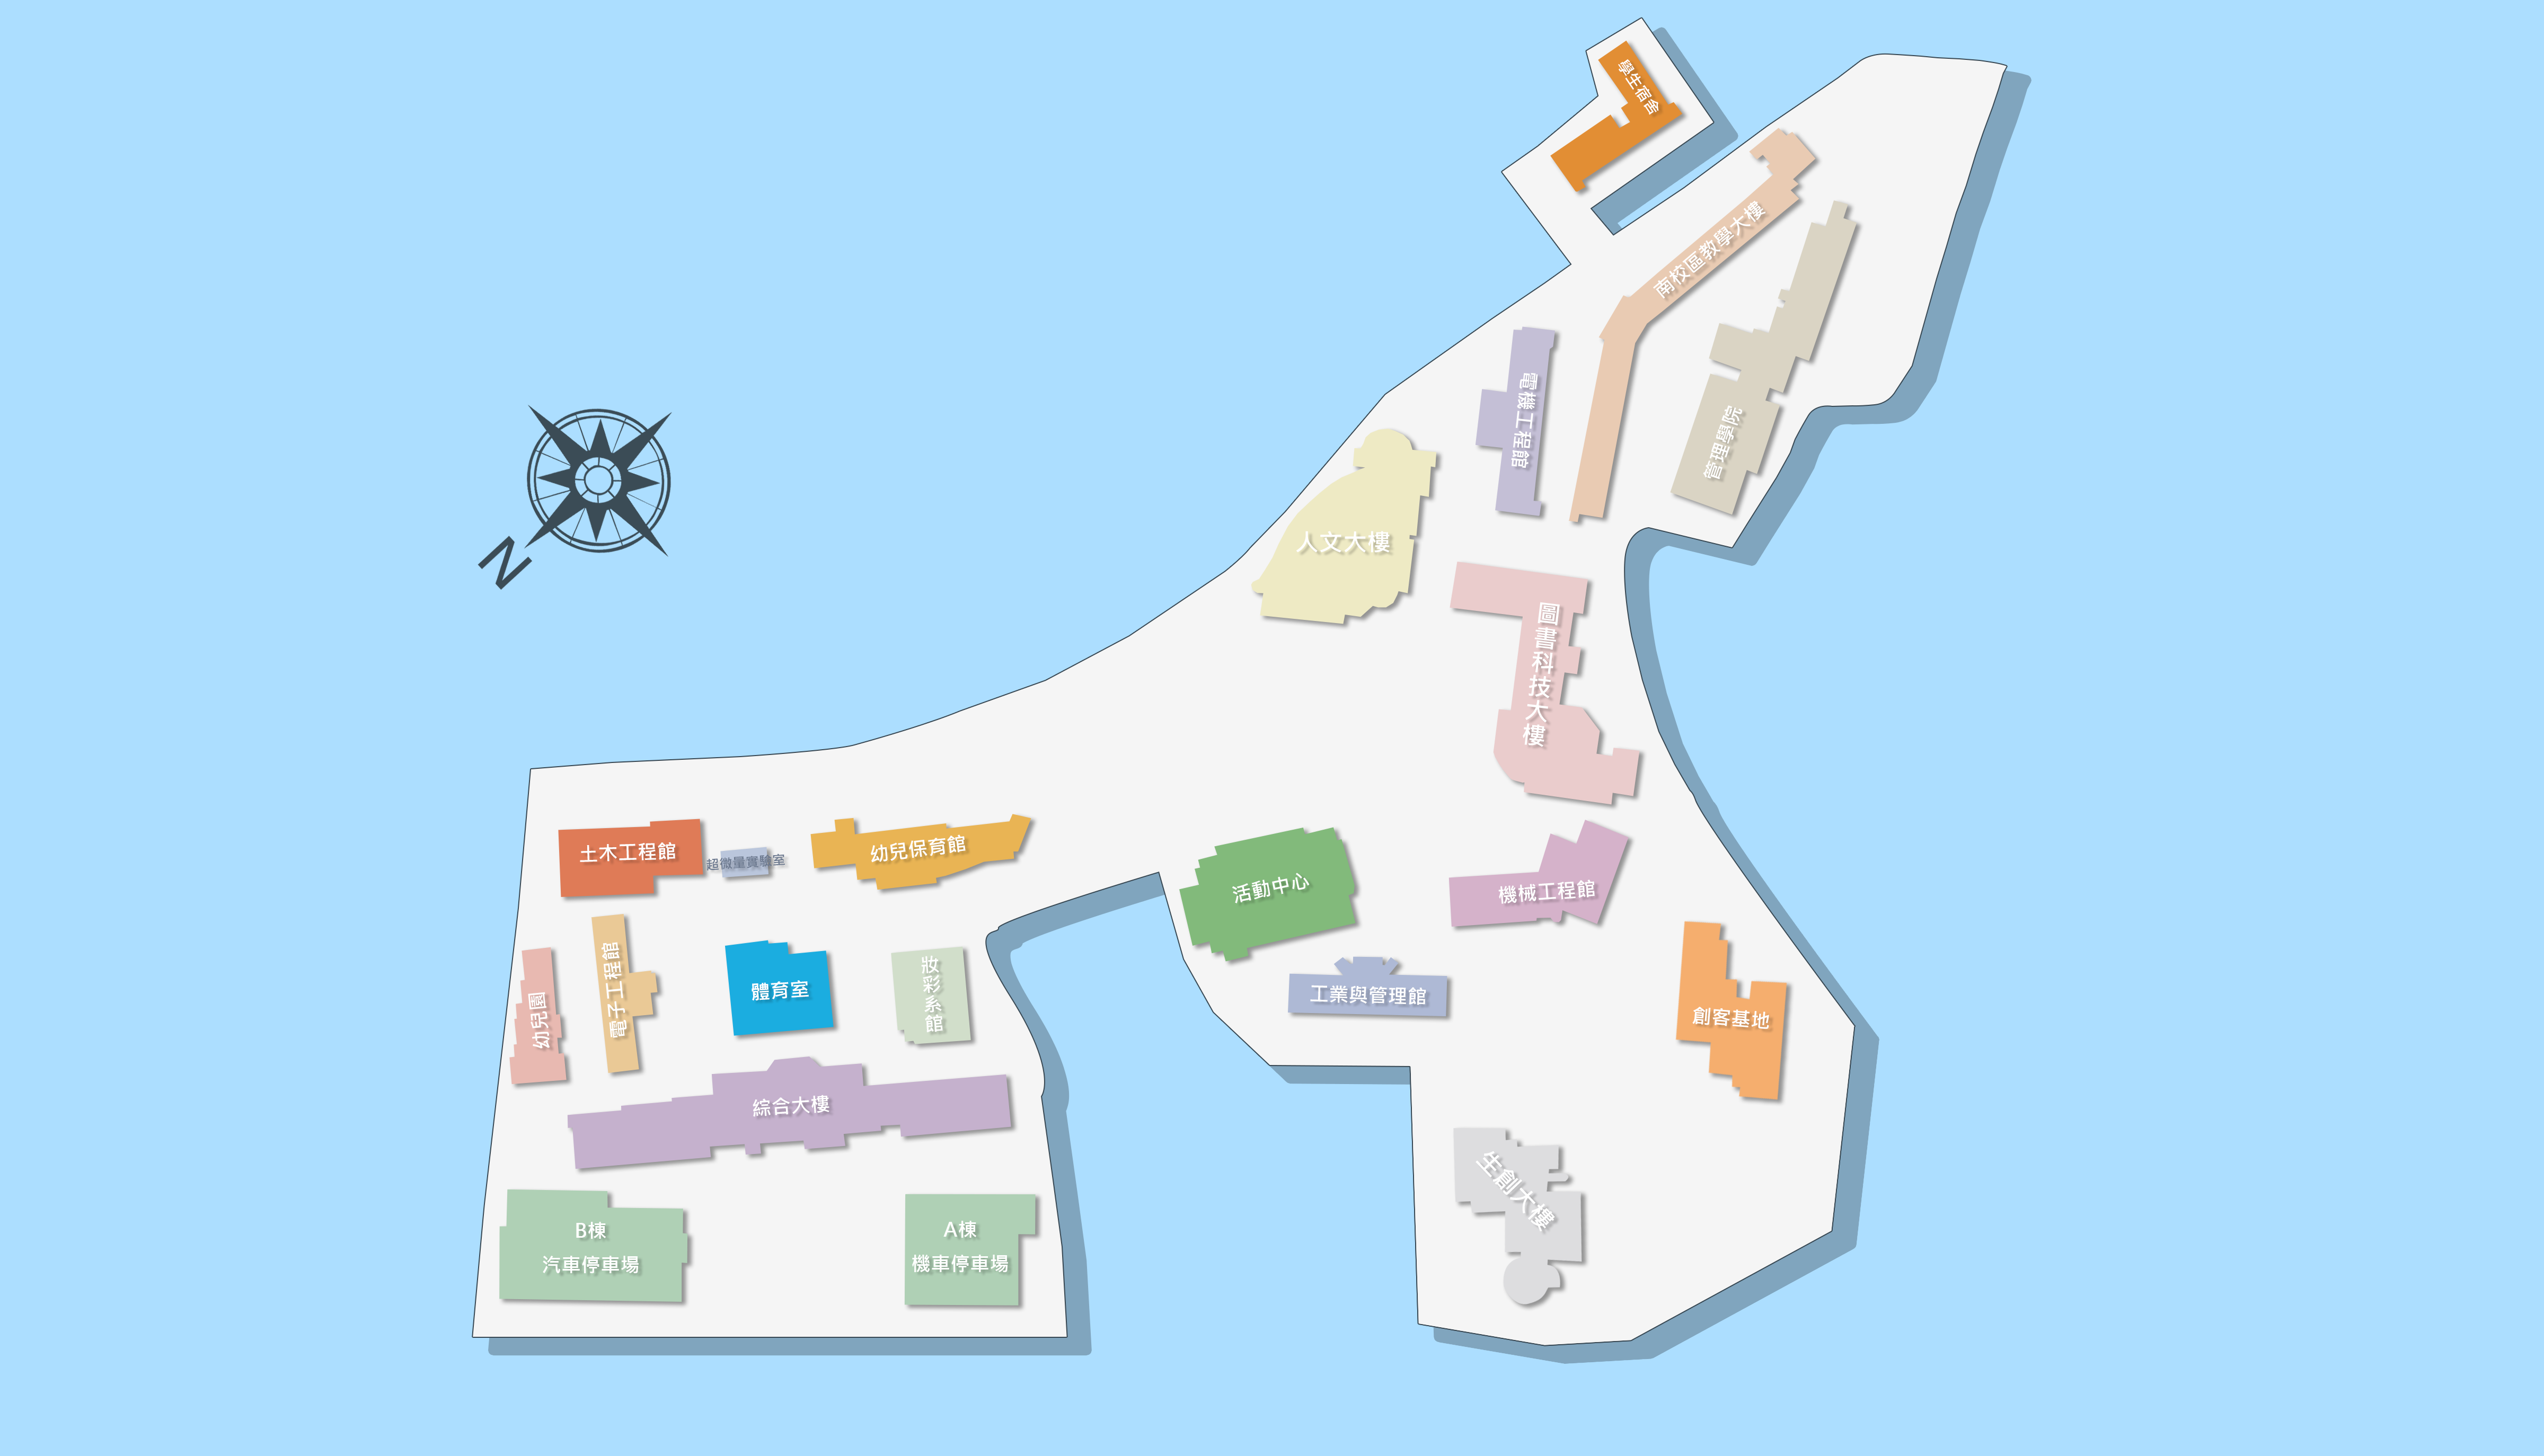 學生宿舍
南校區教學大樓
管理學院
電機工程館
人文大樓
N
圖書科技大樓
土木工程館
超微量實驗室
幼兒保育館
活動中心
機械工程館
幼兒園
電子工程館
體育室
妝彩系館
工業與管理館
創客基地
綜合大樓
生創大樓
B棟
汽車停車場
A棟
機車停車場